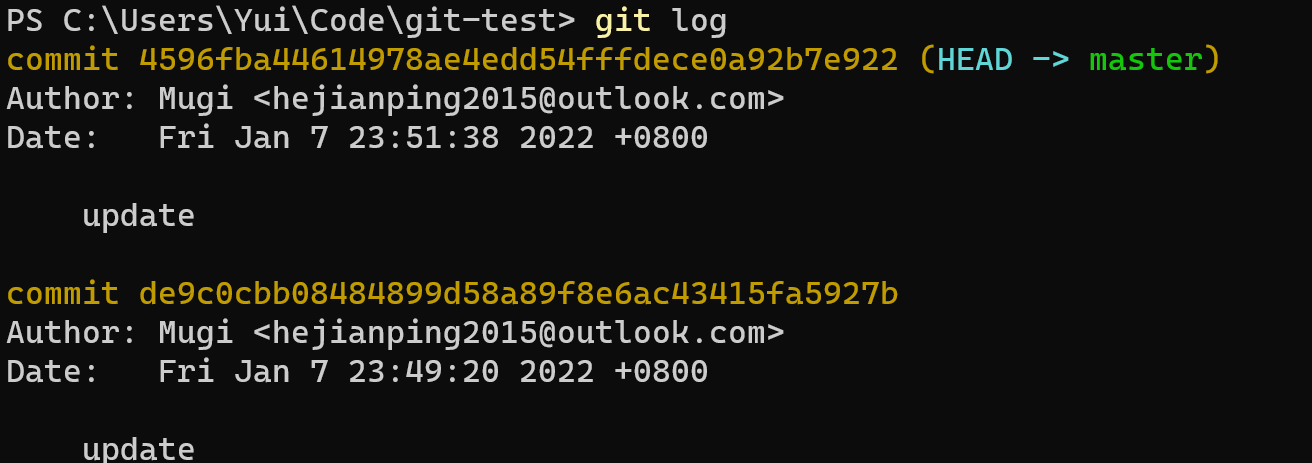 PS C:\Users\Yui\Code\git-test> git log
commit 4596fba44614978ae4edd54fffdece0a92b7e922 (HEAD -> master)
Author: Mugi <hejianping2015@outlook.com>
Date:   Fri Jan 7 23:51:38 2022 +0800
    update
commit de9c0cbb08484899d58a89f8e6ac43415fa5927b
Author: Mugi <hejianping2015@outlook.com>
Date:   Fri Jan 7 23:49:20 2022 +0800
    update